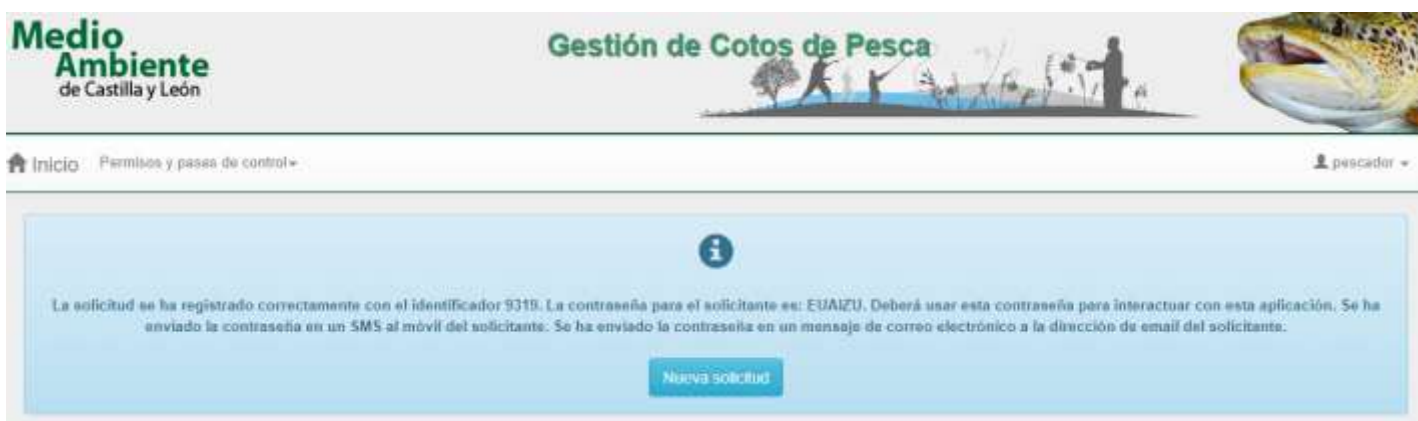 Medio
Ambiente
de Castilla y León
Gestión de Cotos de Pesca
Inicio Permisos y pases de control
pescador
La solicitud se ha registrado correctamente con el identificador 9319. La contraseña para el solicitante es: EUAIZU. Deberá usar esta contraseña para interactuar con esta aplicación. Se ha
enviado la contraseña en un SMS al móvil del solicitante. Se ha enviado la contraseña en un mensaje de correo electrónico a la dirección de email del solicitante.
Nueva solicitud